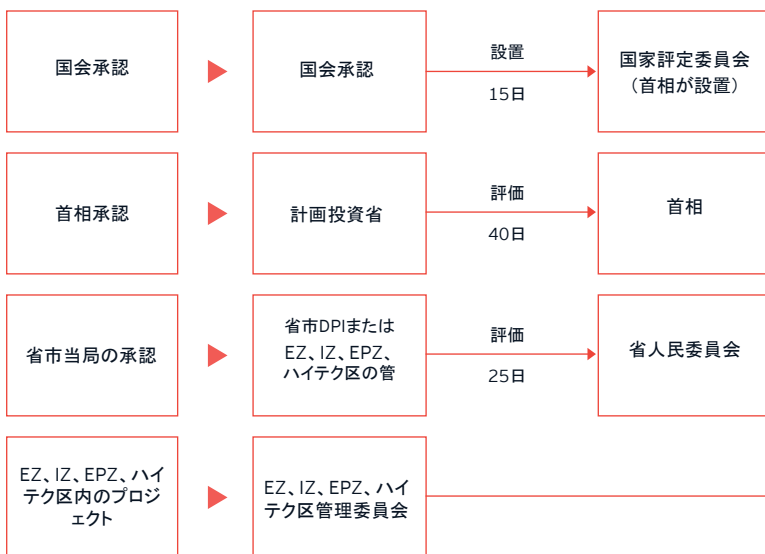 国会承認
国会承認
設置
15日
国家評定委員会
(首相が設置)
首相承認
計画投資省
評価
40日
首相
省市当局の承認
省市DPIまたは
EZ、IZ、EPZ、
ハイテク区の管
評価
25日
省人民委員会
EZ、IZ、EPZ、ハイ
テク区内のプロジ
ェクト
EZ、IZ、EPZ、ハイ
テク区管理委員会